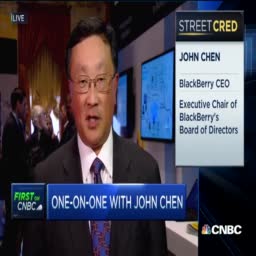 LIVE
STREETCRED
JOHN CHEN
BlackBerry CEO
Executive Chair of
BlackBerry's
Board of Directors
FIRST ON
CNBC
ONE-ON-ONE WITH JOHN CHEN
CNBC